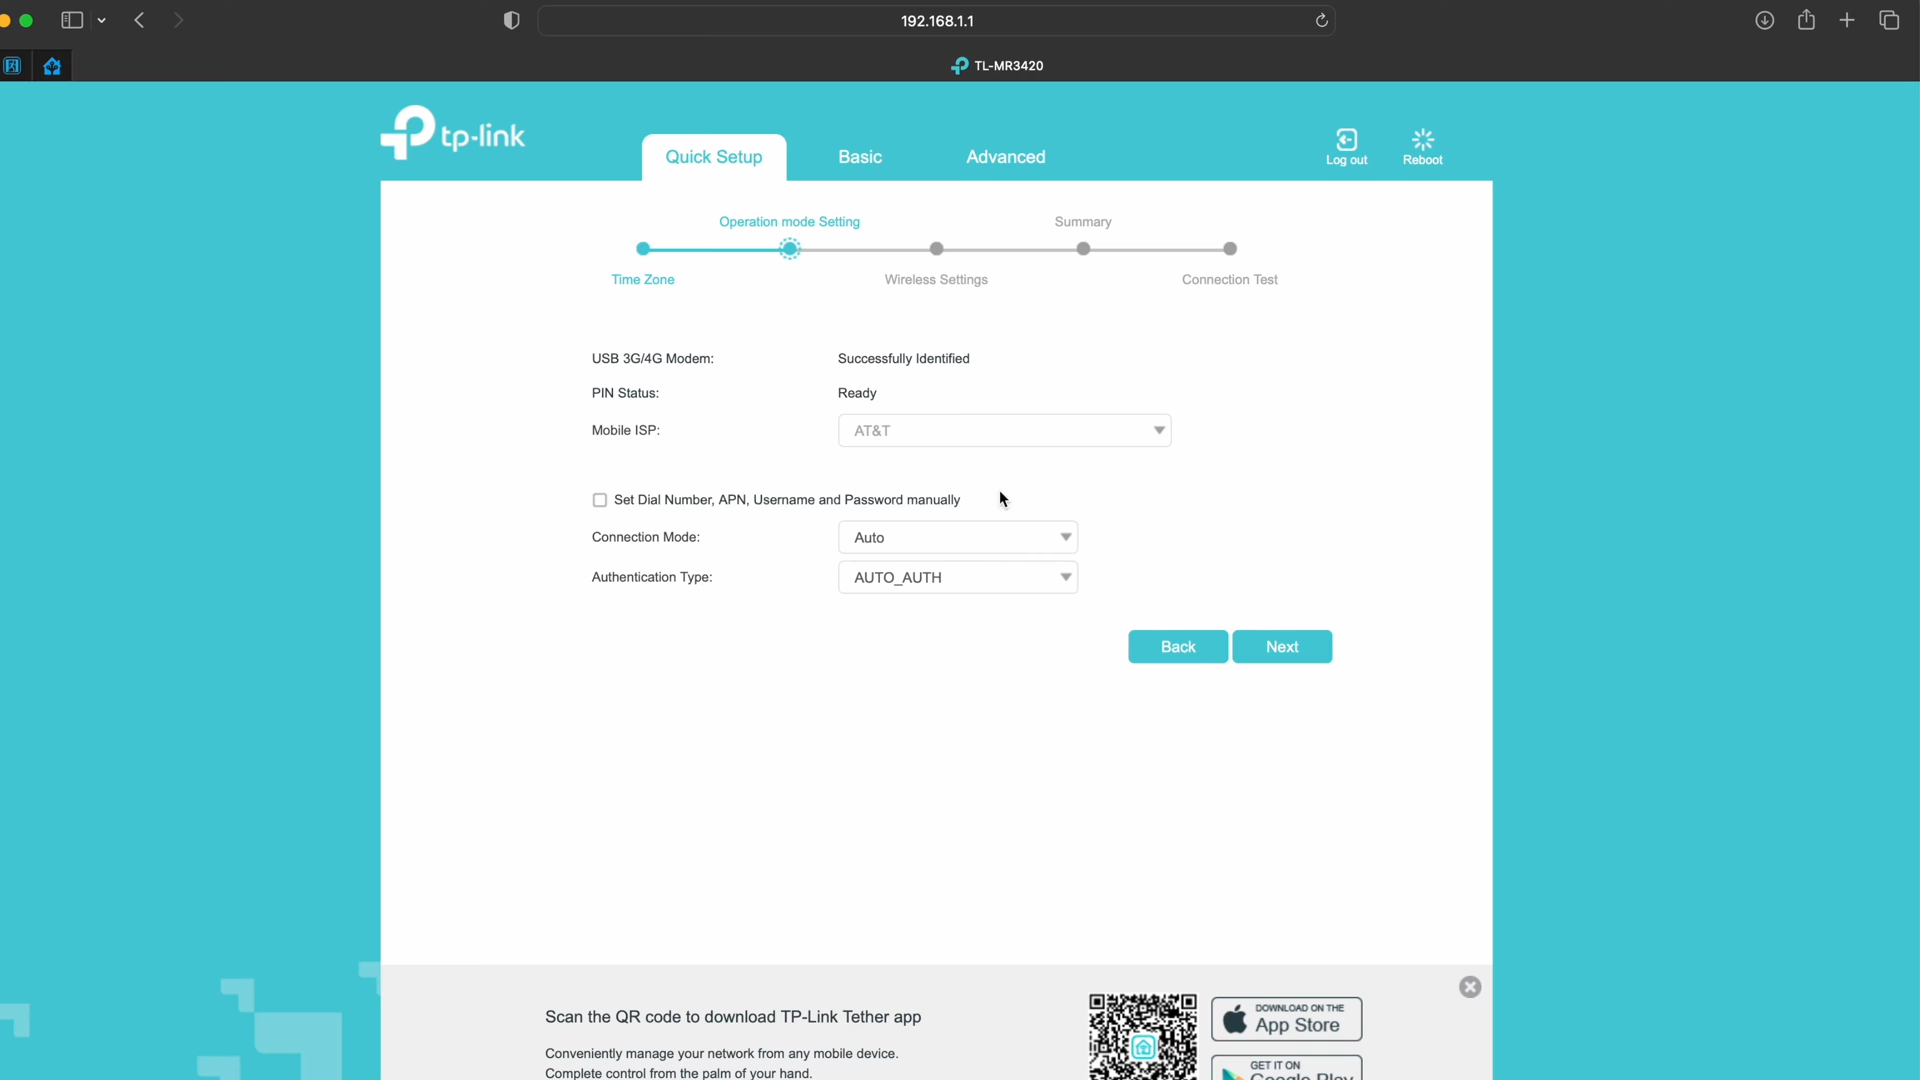 192.168.1.1
TL-MR3420
tp-link
Quick Setup
Basic
Advanced
Log out
Reboot
Operation mode Setting
Summary
Time Zone
Wireless Settings
Connection Test
USB 3G/4G Modem:
Successfully Identified
PIN Status:
Ready
Mobile ISP:
AT&T
Set Dial Number, APN, Username and Password manually
Connection Mode:
Auto
Authentication Type:
AUTO_AUTH
Back
Next
Scan the QR code to download TP-Link Tether app
DOWNLOAD ON THE
App Store
Conveniently manage your network from any mobile device.
Complete control from the palm of your hand.
GET IT ON
Google Play